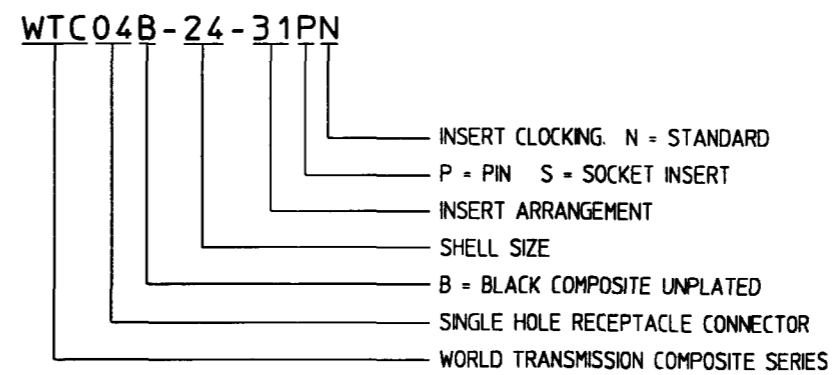 WTC04B-24-31PN
INSERT CLOCKING. N = STANDARD
P = PIN S = SOCKET INSERT
INSERT ARRANGEMENT
SHELL SIZE
B = BLACK COMPOSITE UNPLATED
SINGLE HOLE RECEPTACLE CONNECTOR
WORLD TRANSMISSION COMPOSITE SERIES